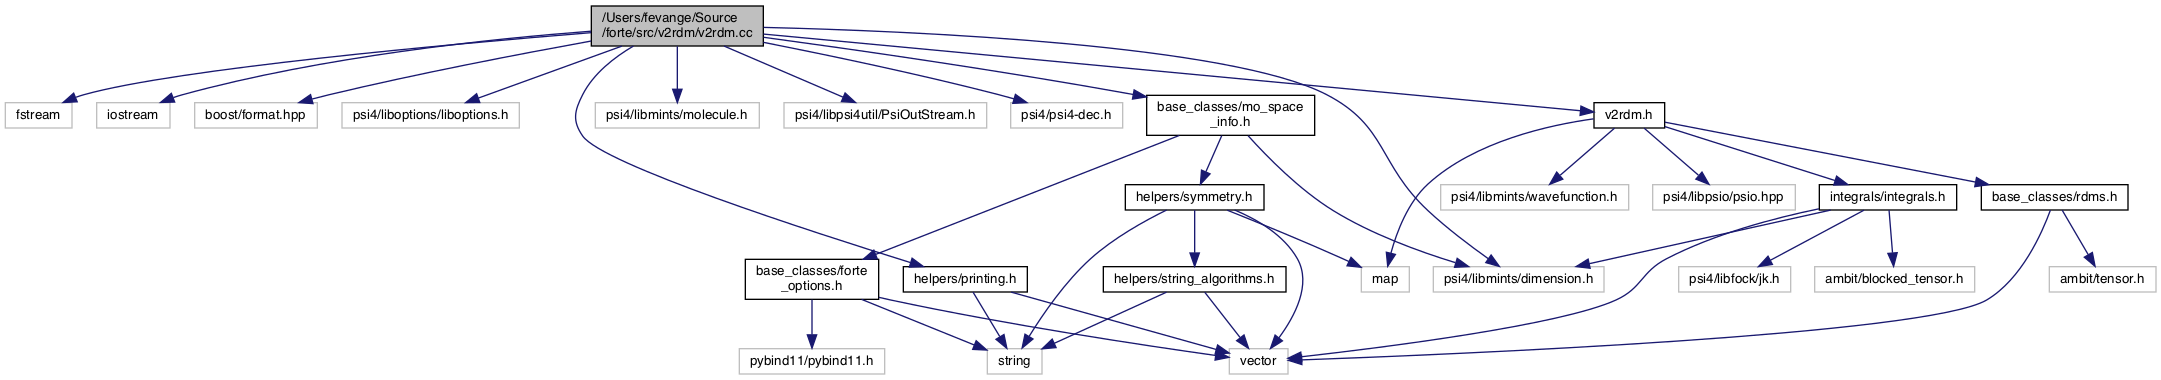 /Users/fevange/Source
/forte/src/v2rdm/v2rdm.cc
fstream
iostream
boost/format.hpp
psi4/liboptions/liboptions.h
psi4/libmints/molecule.h
psi4/libpsi4util/PsiOutStream.h
psi4/psi4-dec.h
base_classes/mo_space
_info.h
v2rdm.h
helpers/symmetry.h
psi4/libmints/wavefunction.h
psi4/libpsio/psio.hpp
integrals/integrals.h
base_classes/rdms.h
base_classes/forte
_options.h
helpers/printing.h
helpers/string_algorithms.h
map
psi4/libmints/dimension.h
psi4/libfock/jk.h
ambit/blocked_tensor.h
ambit/tensor.h
pybind11/pybind11.h
string
vector